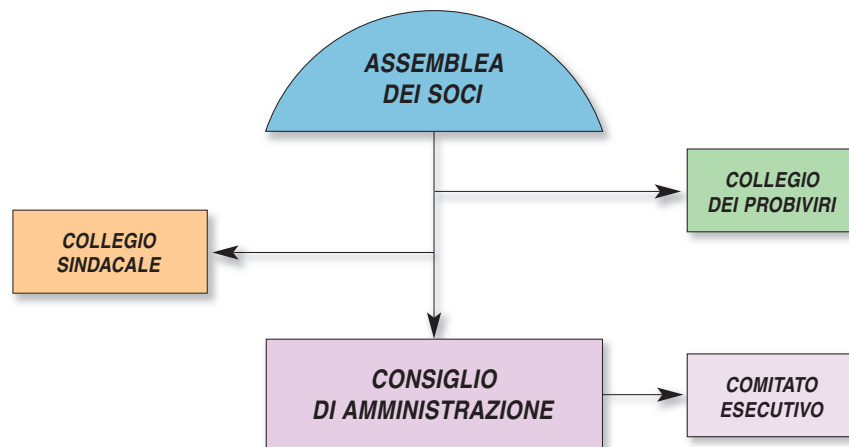 ASSEMBLEA
DEI SOCI
COLLEGIO
DEI PROBIVIRI
COLLEGIO
SINDACALE
CONSIGLIO
DI AMMINISTRAZIONE
COMITATO
ESECUTIVO